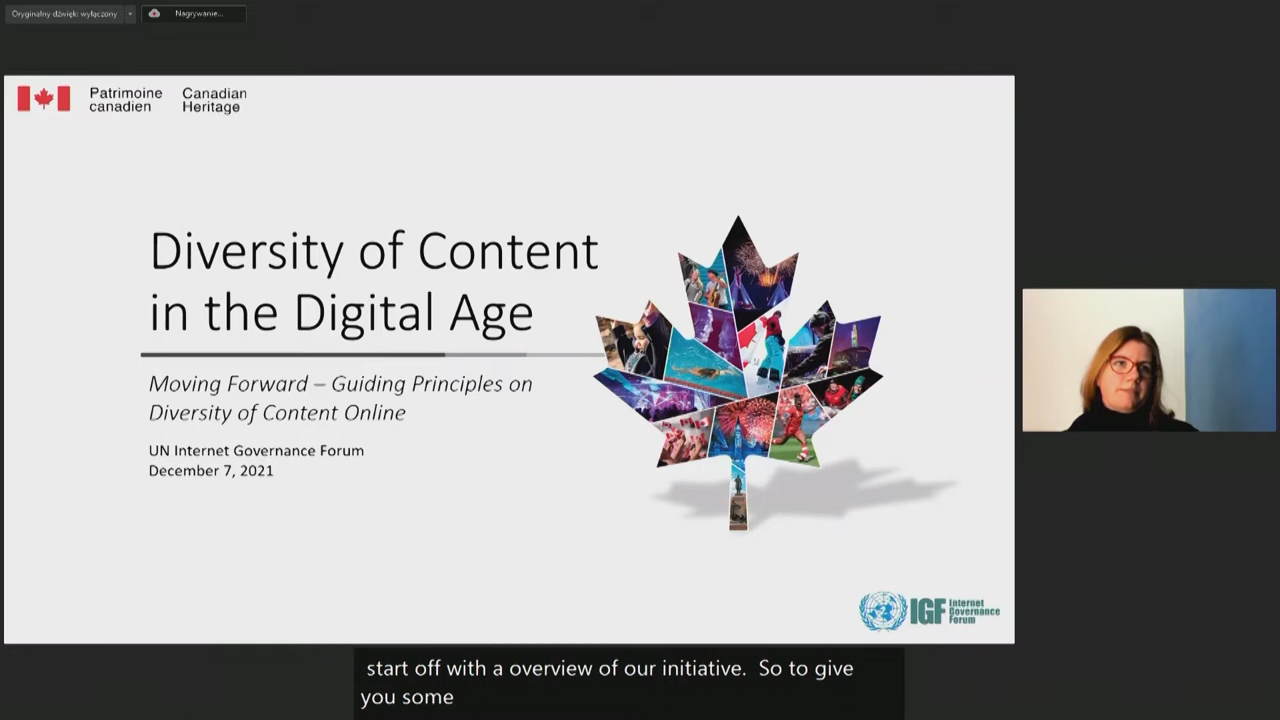 Oryginalny dźwięk: wyłączony
Nagrywanie...
Patrimoine canadien
Canadian Heritage
Diversity of Content
in the Digital Age
Moving Forward – Guiding Principles on
Diversity of Content Online
UN Internet Governance Forum
December 7, 2021
IGF Internet Governance Forum
start off with a overview of our initiative.  So to give
you some